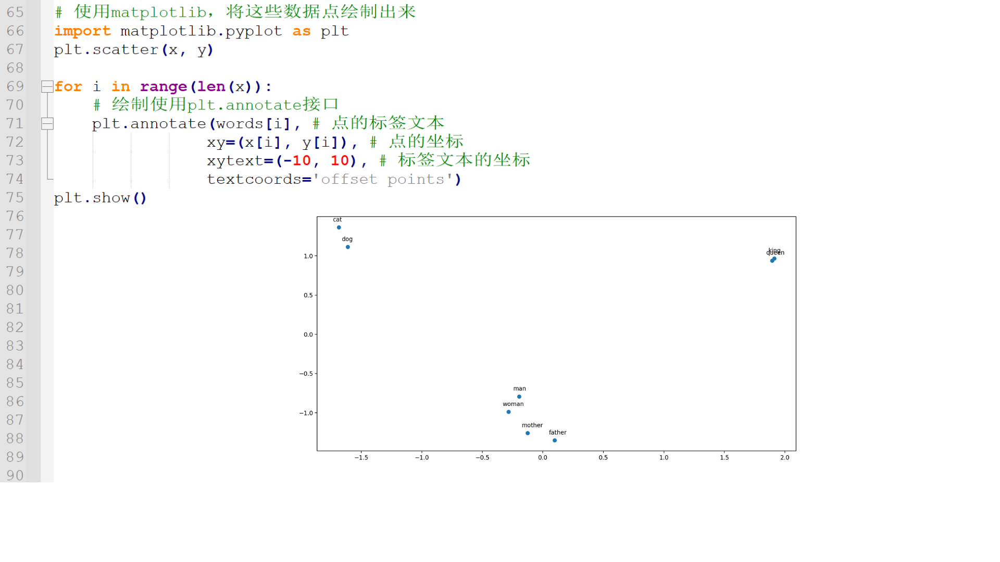 65 # 使用matplotlib，将这些数据点绘制出来
66 import matplotlib.pyplot as plt
67 plt.scatter(x, y)
68
69 for i in range(len(x)):
70     # 绘制使用plt.annotate接口
71     plt.annotate(words[i], # 点的标签文本
72                 xy=(x[i], y[i]), # 点的坐标
73                 xytext=(-10, 10), # 标签文本的坐标
74                 textcoords='offset points')
75 plt.show()
76
77
78
79
80
81
82
83
84
85
86
87
88
89
90
cat
dog
king
queen
man
woman
mother
father
1.0
0.5
0.0
−0.5
−1.0
−1.5 −1.0 −0.5 0.0 0.5 1.0 1.5 2.0